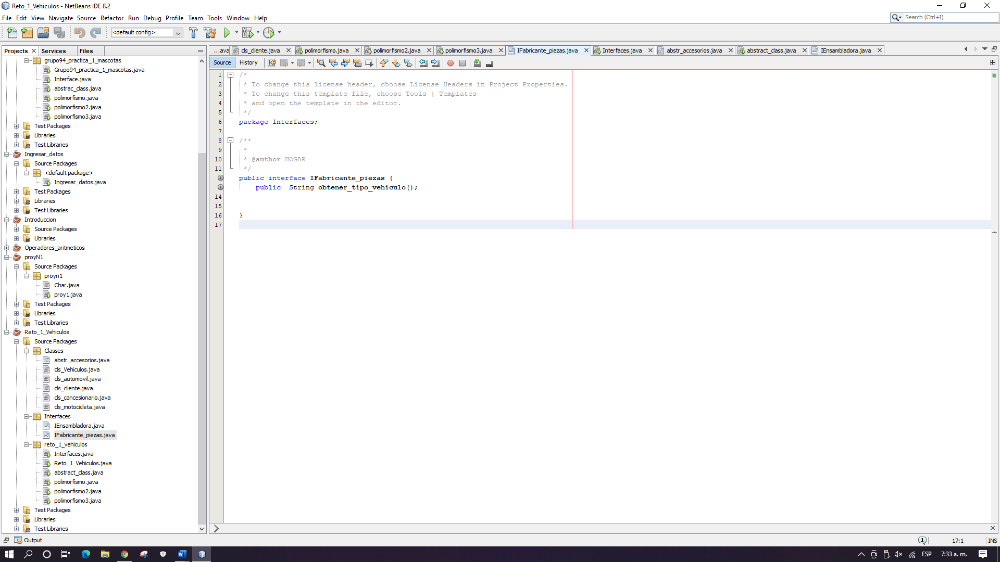 Reto_1_Vehiculos - NetBeans IDE 8.2
File Edit View Navigate Source Refactor Run Debug Profile Team Tools Window Help
Search (Ctrl+I)
<default config>
Projects Services Files
...ava cls_cliente.java polimorfismo.java polimorfismo2.java polimorfismo3.java IFabricante_piezas.java Interfaces.java abstr_accesorios.java abstract_class.java IEnsambladora.java
Source History
grupo94_practica_1_mascotas
Grupo94_practica_1_mascotas.java
Interface.java
abstrac_class.java
polimorfismo.java
polimorfismo2.java
polimorfismo3.java
Test Packages
Libraries
Test Libraries
Ingresar_datos
Source Packages
<default package>
Ingresar_datos.java
Test Packages
Libraries
Test Libraries
Introduccion
Source Packages
Libraries
Operadores_aritmeticos
proyN1
Source Packages
proyn1
Char.java
proy1.java
Test Packages
Libraries
Test Libraries
Reto_1_Vehiculos
Source Packages
Classes
abstr_accesorios.java
cls_Vehiculos.java
cls_automovil.java
cls_cliente.java
cls_concesionario.java
cls_motocicleta.java
Interfaces
IEnsambladora.java
IFabricante_piezas.java
reto_1_vehiculos
Interfaces.java
Reto_1_Vehiculos.java
abstract_class.java
polimorfismo.java
polimorfismo2.java
polimorfismo3.java
Test Packages
Libraries
Test Libraries
1 /*
2 * To change this license header, choose License Headers in Project Properties.
3 * To change this template file, choose Tools | Templates
4 * and open the template in the editor.
5 */
6 package Interfaces;
7
8 /**
9 *
10 * @author HOGAR
11 */
public interface IFabricante_piezas {
public String obtener_tipo_vehiculo();
14
15
16 }
17
Output
1 17:1 INS
ESP 7:33 a. m.